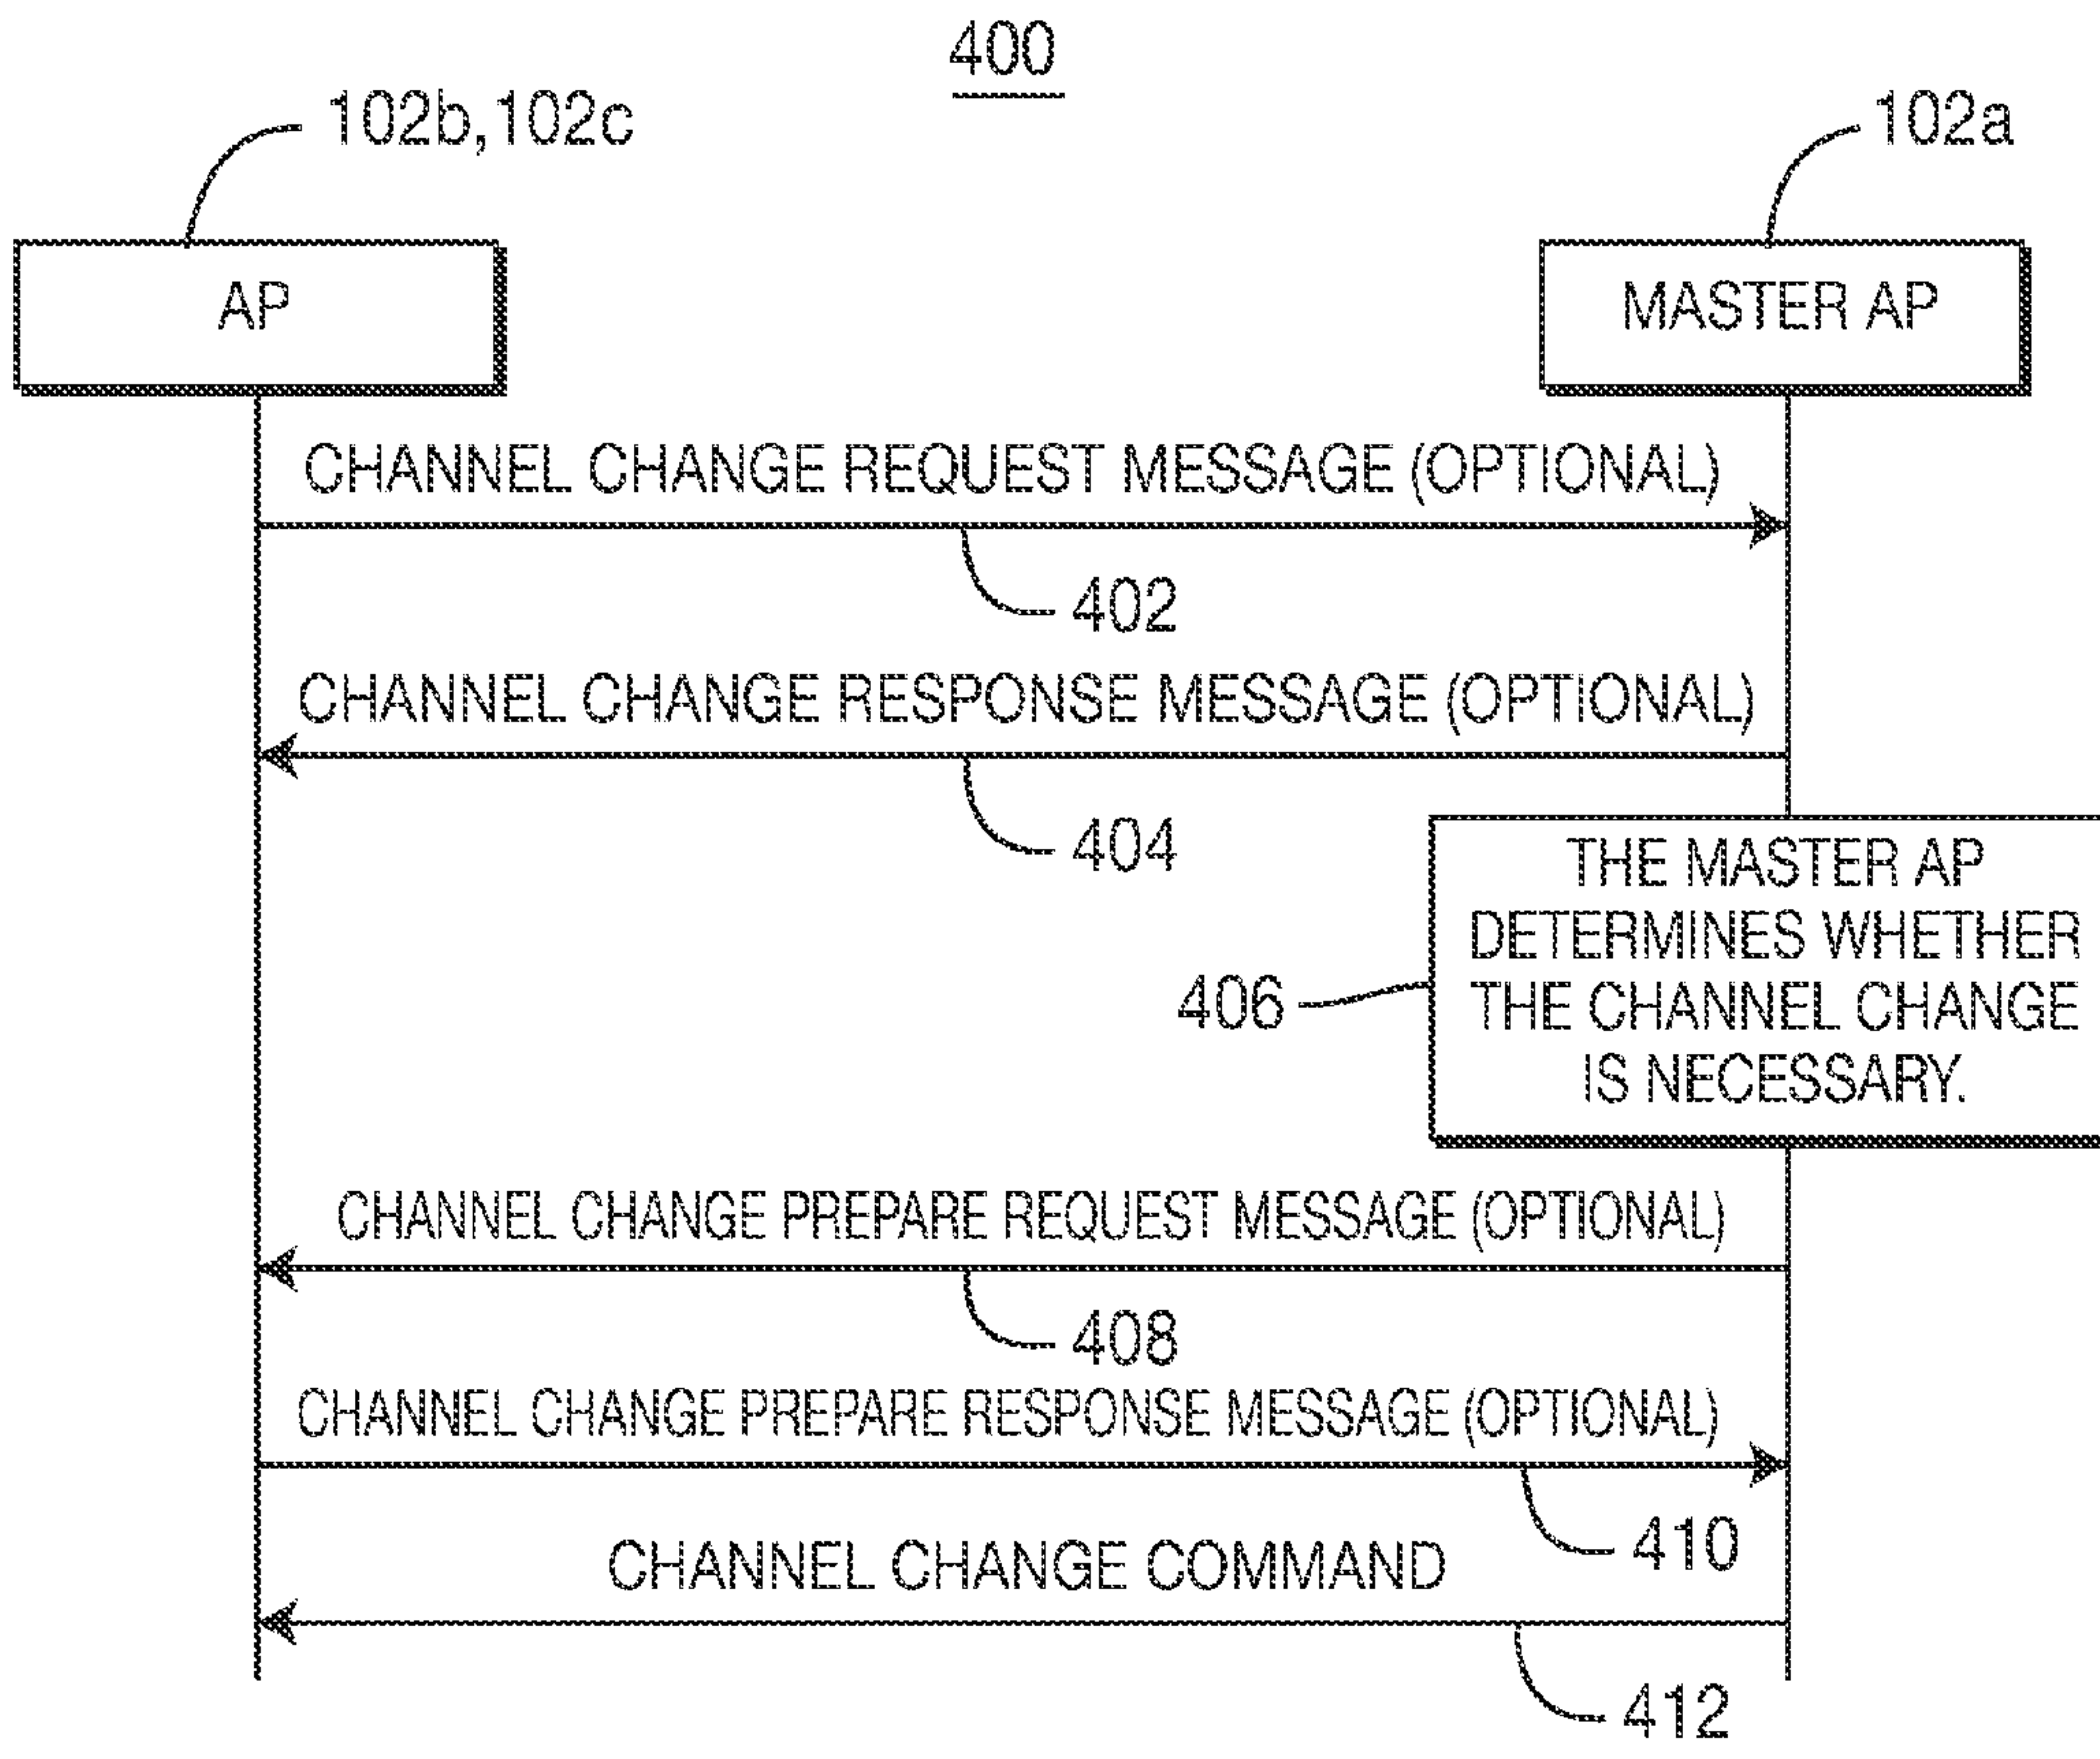 400
102b,102c
102a
AP
MASTER AP
CHANNEL CHANGE REQUEST MESSAGE (OPTIONAL)
402
CHANNEL CHANGE RESPONSE MESSAGE (OPTIONAL)
404
THE MASTER AP
DETERMINES WHETHER
THE CHANNEL CHANGE
IS NECESSARY.
406
CHANNEL CHANGE PREPARE REQUEST MESSAGE (OPTIONAL)
408
CHANNEL CHANGE PREPARE RESPONSE MESSAGE (OPTIONAL)
410
CHANNEL CHANGE COMMAND
412